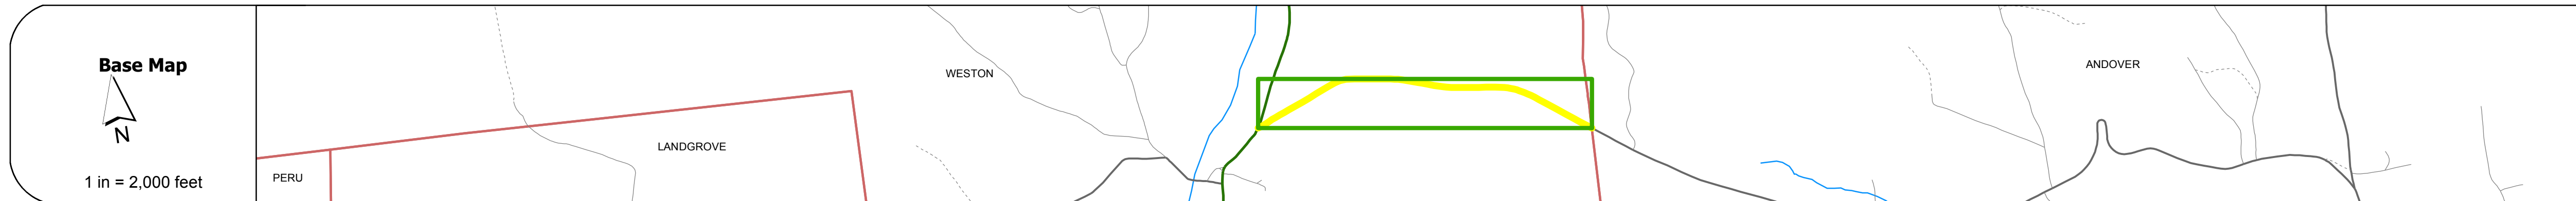 Base Map
N
1 in = 2,000 feet
PERU
LANDGROVE
WESTON
ANDOVER